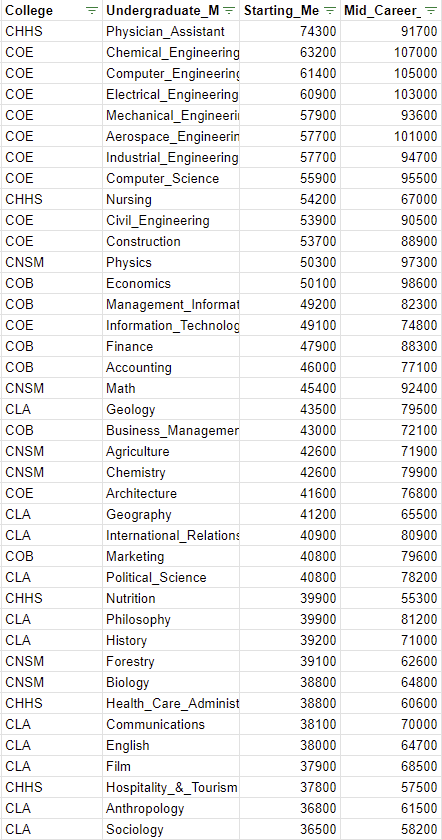 College Undergraduate_M Starting_Me Mid_Career_
CHHS Physician_Assistant 74300 91700
COE Chemical_Engineering 63200 107000
COE Computer_Engineering 61400 105000
COE Electrical_Engineering 60900 103000
COE Mechanical_Engineeri 57900 93600
COE Aerospace_Engineerin 57700 101000
COE Industrial_Engineering 57700 94700
COE Computer_Science 55900 95500
CHHS Nursing 54200 67000
COE Civil_Engineering 53900 90500
COE Construction 53700 88900
CNSM Physics 50300 97300
COB Economics 50100 98600
COB Management_Informat 49200 82300
COE Information_Technolog 49100 74800
COB Finance 47900 88300
COB Accounting 46000 77100
CNSM Math 45400 92400
CLA Geology 43500 79500
COB Business_Managemer 43000 72100
CNSM Agriculture 42600 71900
CNSM Chemistry 42600 79900
COE Architecture 41600 76800
CLA Geography 41200 65500
CLA International_Relations 40900 80900
COB Marketing 40800 79600
CLA Political_Science 40800 78200
CHHS Nutrition 39900 55300
CLA Philosophy 39900 81200
CLA History 39200 71000
CNSM Forestry 39100 62600
CNSM Biology 38800 64800
CHHS Health_Care_Administ 38800 60600
CLA Communications 38100 70000
CLA English 38000 64700
CLA Film 37900 68500
CHHS Hospitality_&_Tourism 37800 57500
CLA Anthropology 36800 61500
CLA Sociology 36500 58200